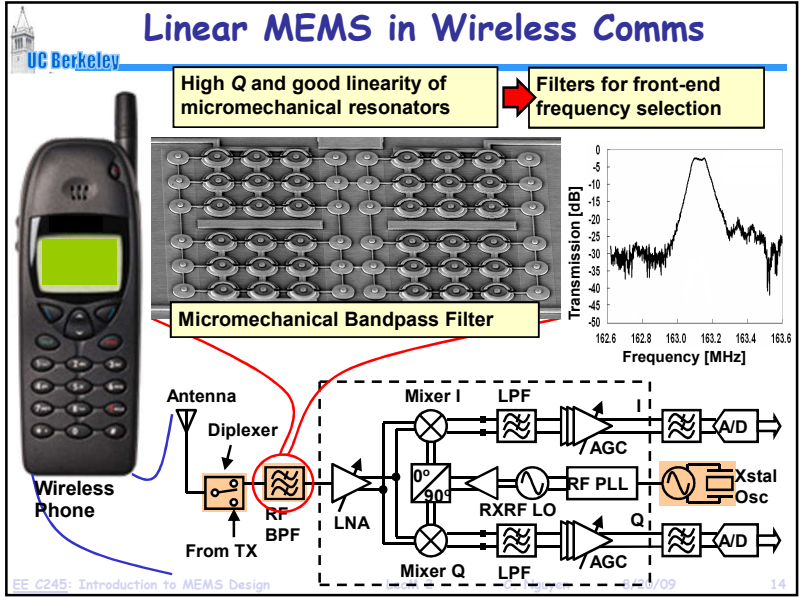 Linear MEMS in Wireless Comms
UC Berkeley
High Q and good linearity of
micromechanical resonators
Filters for front-end
frequency selection
Micromechanical Bandpass Filter
Transmission [dB]
0
-5
-10
-15
-20
-25
-30
-35
-40
-45
-50
162.6 162.8 163.0 163.2 163.4 163.6
Frequency [MHz]
Antenna
Diplexer
From TX
Wireless
Phone
RF
BPF
LNA
Mixer I
LPF
I
AGC
A/D
0°
90°
RXRF LO
RF PLL
Xstal
Osc
Mixer Q
LPF
Q
AGC
A/D
EE C245: Introduction to MEMS Design
Nguyen
14